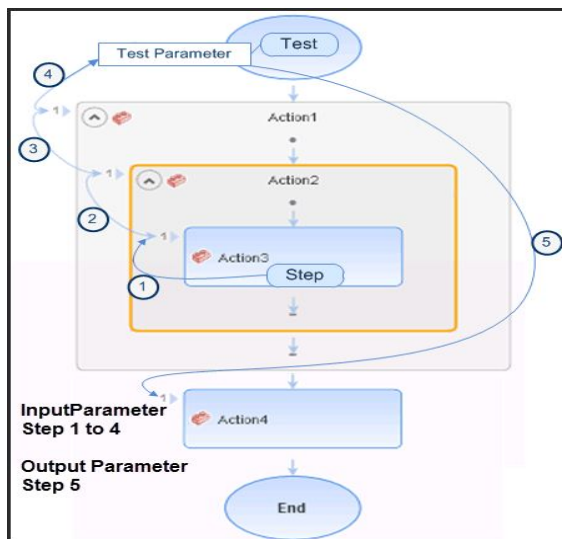 Test
Test Parameter
4
1
Action1
3
1
Action2
2
1
5
Action3
1
Step
1
InputParameter
Step 1 to 4
Action4
Output Parameter
Step 5
End